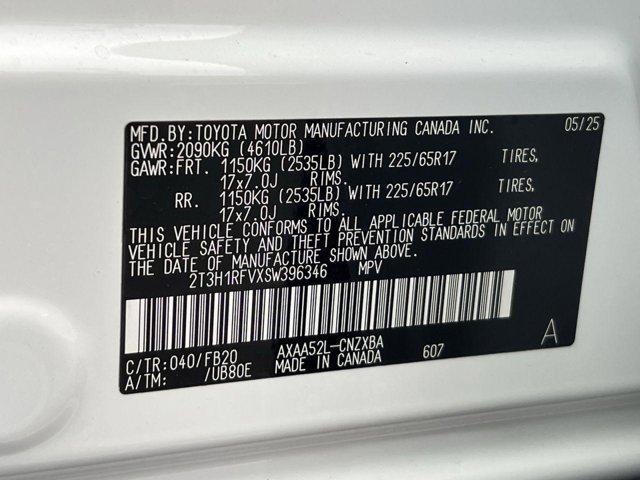 MFD.BY:TOYOTA MOTOR MANUFACTURING CANADA INC. 05/25
GVWR:2090KG (4610LB)
GAWR:FRT. 1150KG (2535LB) WITH 225/65R17 TIRES,
17x7.0J RIMS.
RR. 1150KG (2535LB) WITH 225/65R17 TIRES,
17x7.0J RIMS.
THIS VEHICLE CONFORMS TO ALL APPLICABLE FEDERAL MOTOR
VEHICLE SAFETY AND THEFT PREVENTION STANDARDS IN EFFECT ON
THE DATE OF MANUFACTURE SHOWN ABOVE.
2T3H1RFVXSW396346 MPV
C/TR:040/FB20 AXAA52L-CNZXBA 607 A
A/TM: /UB80E MADE IN CANADA